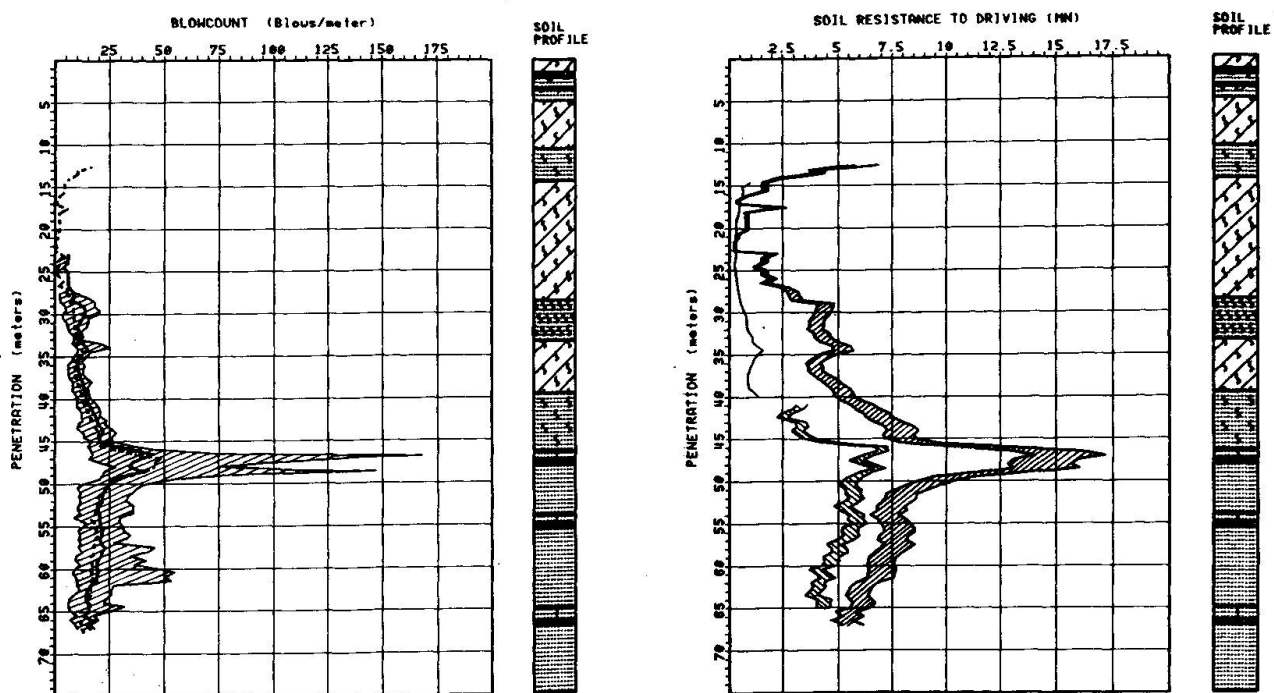 BLOWCOUNT (Blows/meter)
25 50 75 100 125 150 175
SOIL
PROFILE
PENETRATION (meters)
5
10
15
20
25
30
35
40
45
50
55
60
65
70
SOIL RESISTANCE TO DRIVING (MN)
2.5 5 7.5 10 12.5 15 17.5
SOIL
PROFILE
PENETRATION (meters)
5
10
15
20
25
30
35
40
45
50
55
60
65
70